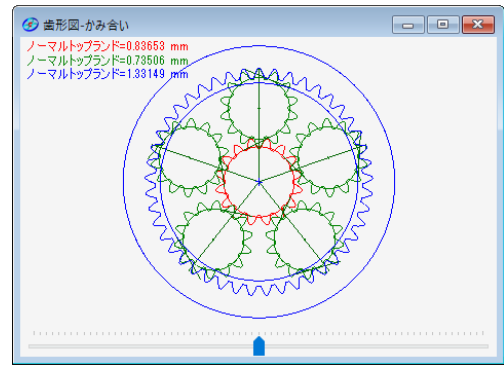 歯形図-かみ合い
ノーマルトップランド=0.83653 mm
ノーマルトップランド=0.73506 mm
ノーマルトップランド=1.33149 mm